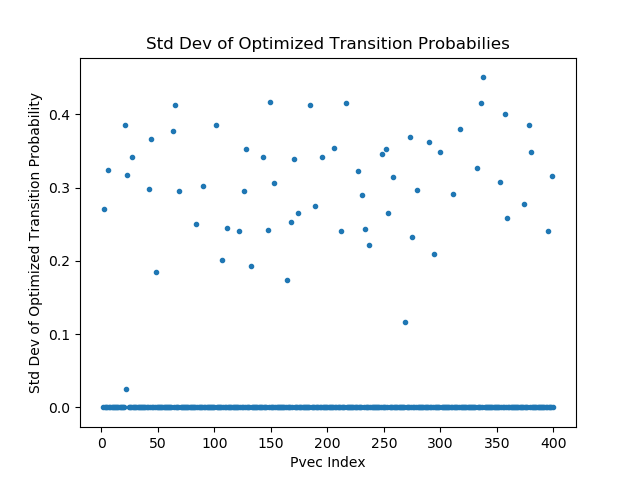 Std Dev of Optimized Transition Probabilies
Std Dev of Optimized Transition Probability
0.4
0.3
0.2
0.1
0.0
0 50 100 150 200 250 300 350 400
Pvec Index